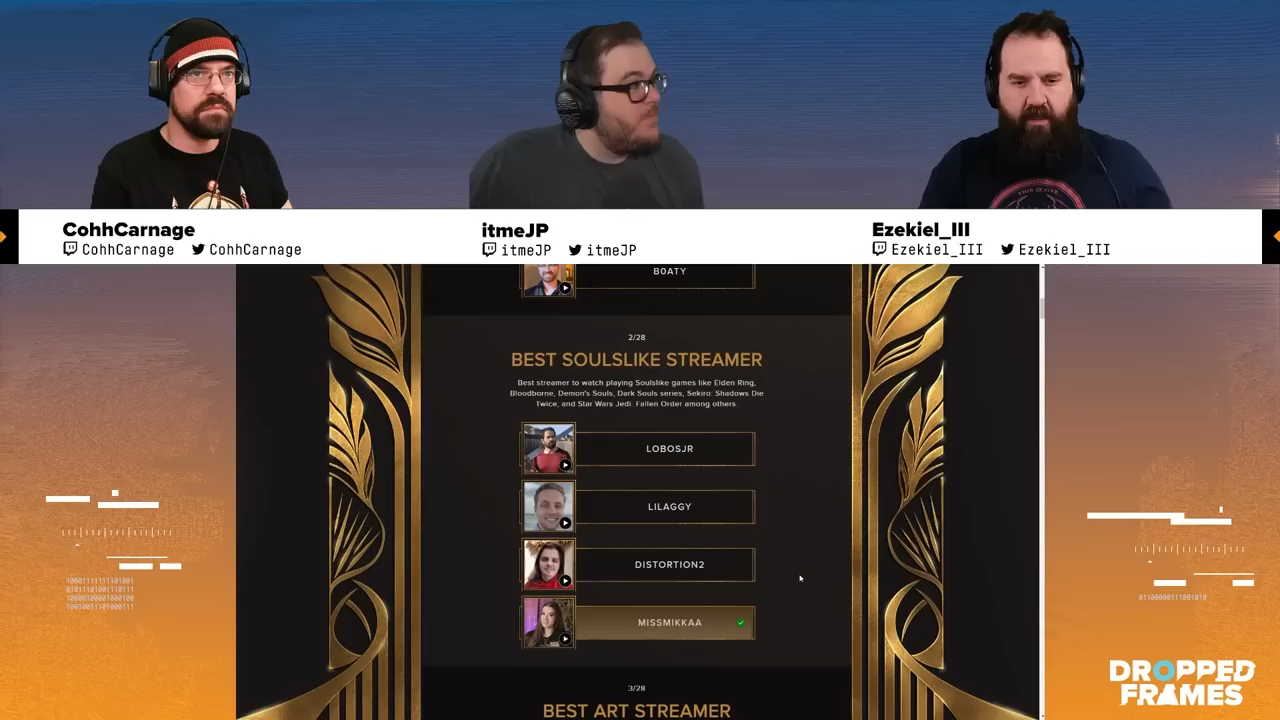 CohhCarnage
CohhCarnage CohhCarnage
itmeJP
itmeJP itmeJP
Ezekiel_III
Ezekiel_III Ezekiel_III
B0ATY
2/28
BEST SOULSLIKE STREAMER
Best streamer to watch playing Soulslike games like Elden Ring,
Bloodborne, Demon's Souls, Dark Souls series, Sekiro: Shadows Die
Twice, and Star Wars Jedi: Fallen Order among others.
LOBOSJR
LILAGGY
DISTORTION2
MISSMIKKAA
3/28
BEST ART STREAMER
DROPPED
FRAMES